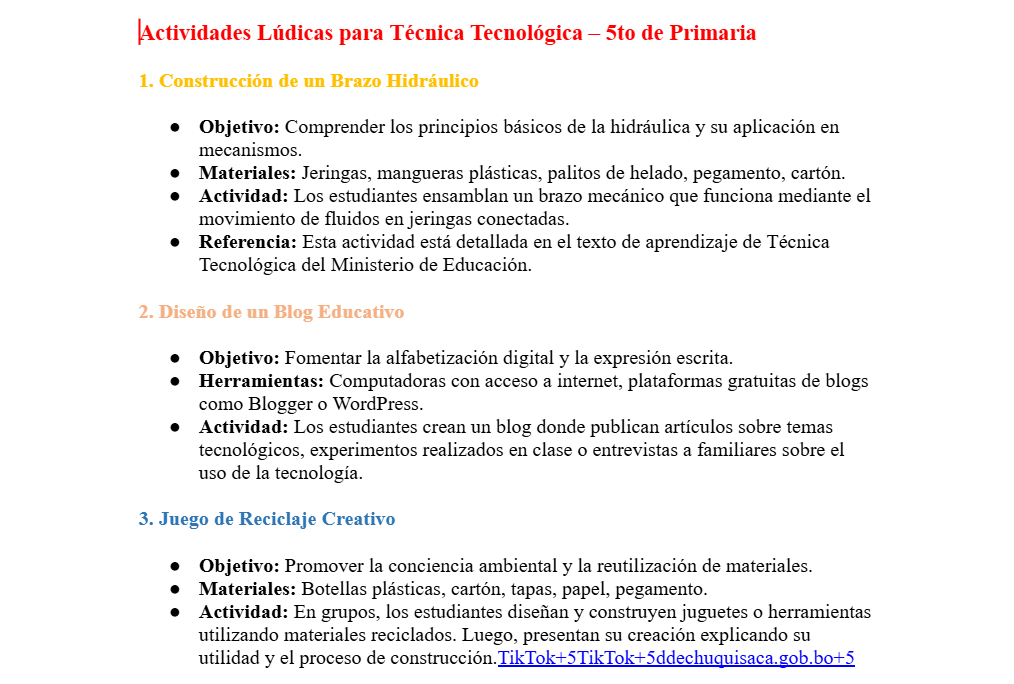 Actividades Lúdicas para Técnica Tecnológica – 5to de Primaria
1. Construcción de un Brazo Hidráulico
● Objetivo: Comprender los principios básicos de la hidráulica y su aplicación en
mecanismos.
● Materiales: Jeringas, mangueras plásticas, palitos de helado, pegamento, cartón.
● Actividad: Los estudiantes ensamblan un brazo mecánico que funciona mediante el
movimiento de fluidos en jeringas conectadas.
● Referencia: Esta actividad está detallada en el texto de aprendizaje de Técnica
Tecnológica del Ministerio de Educación.
2. Diseño de un Blog Educativo
● Objetivo: Fomentar la alfabetización digital y la expresión escrita.
● Herramientas: Computadoras con acceso a internet, plataformas gratuitas de blogs
como Blogger o WordPress.
● Actividad: Los estudiantes crean un blog donde publican artículos sobre temas
tecnológicos, experimentos realizados en clase o entrevistas a familiares sobre el
uso de la tecnología.
3. Juego de Reciclaje Creativo
● Objetivo: Promover la conciencia ambiental y la reutilización de materiales.
● Materiales: Botellas plásticas, cartón, tapas, papel, pegamento.
● Actividad: En grupos, los estudiantes diseñan y construyen juguetes o herramientas
utilizando materiales reciclados. Luego, presentan su creación explicando su
utilidad y el proceso de construcción.TikTok+5TikTok+5ddechuquisaca.gob.bo+5